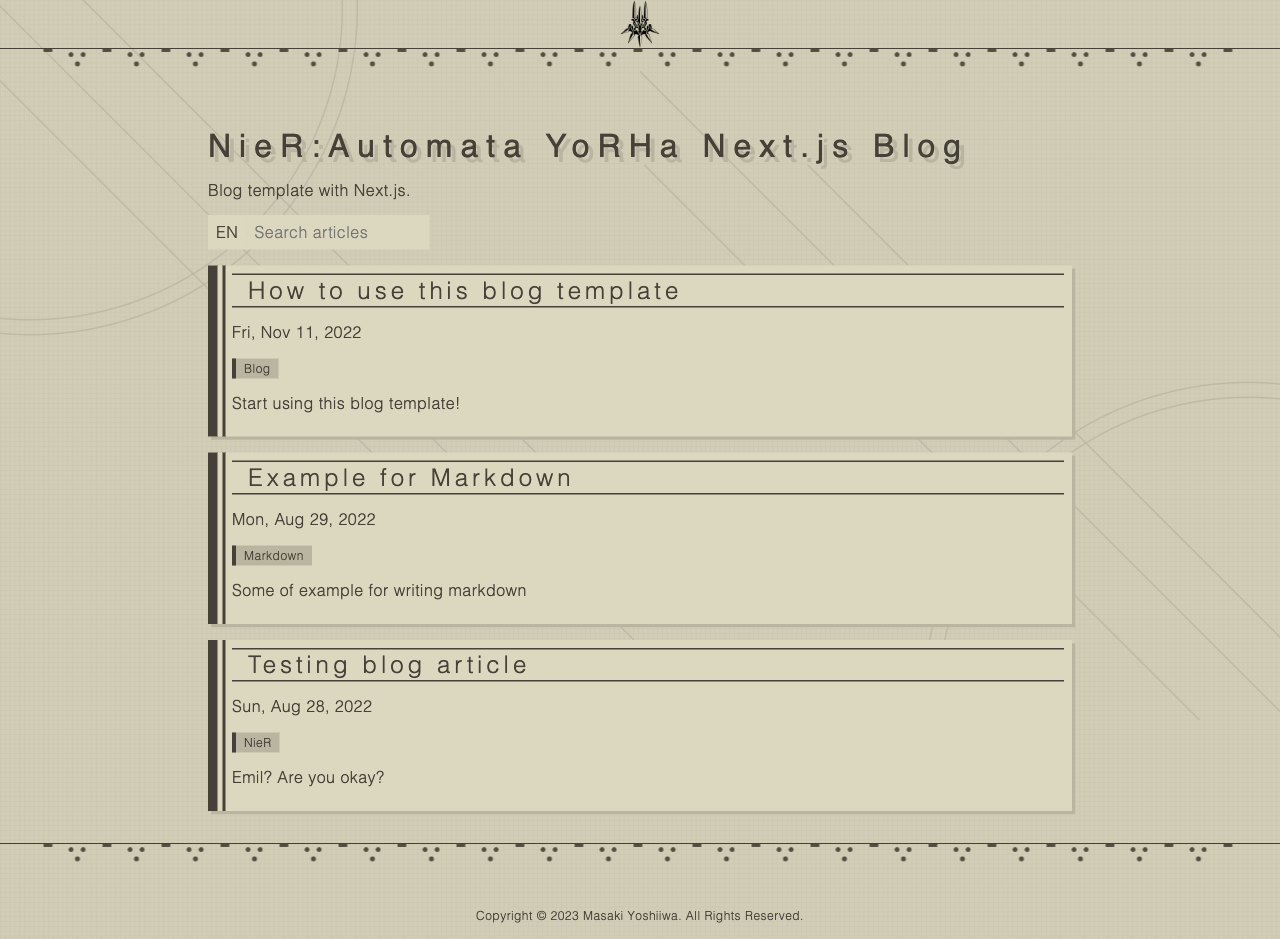 NieR:Automata YoRHa Next.js Blog
Blog template with Next.js.
EN Search articles
How to use this blog template
Fri, Nov 11, 2022
Blog
Start using this blog template!
Example for Markdown
Mon, Aug 29, 2022
Markdown
Some of example for writing markdown
Testing blog article
Sun, Aug 28, 2022
NieR
Emil? Are you okay?
Copyright © 2023 Masaki Yoshiiwa. All Rights Reserved.